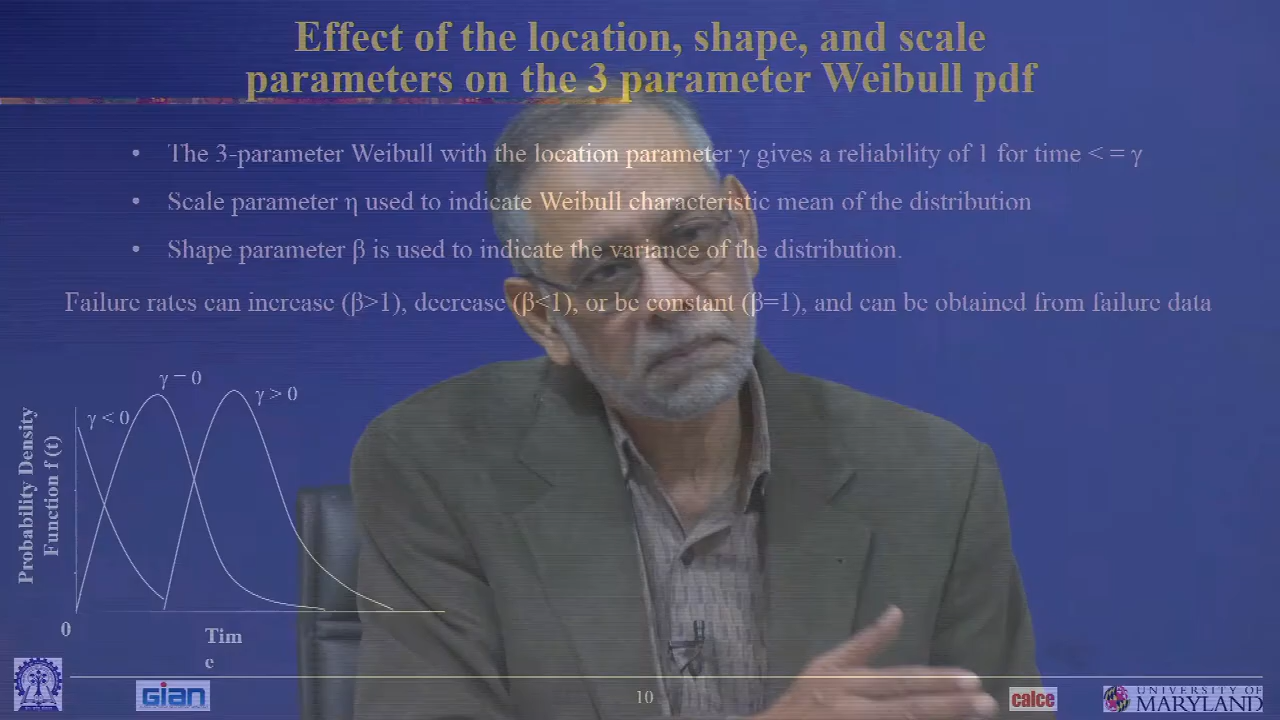 Effect of the location, shape, and scale
parameters on the 3 parameter Weibull pdf
• The 3-parameter Weibull with the location parameter γ gives a reliability of 1 for time < = γ
• Scale parameter η used to indicate Weibull characteristic mean of the distribution
• Shape parameter β is used to indicate the variance of the distribution.
Failure rates can increase (β>1), decrease (β<1), or be constant (β=1), and can be obtained from failure data
γ = 0
γ > 0
γ < 0
Probability Density
Function f (t)
0
Tim
e
gian
10
calce
UNIVERSITY OF
MARYLAND